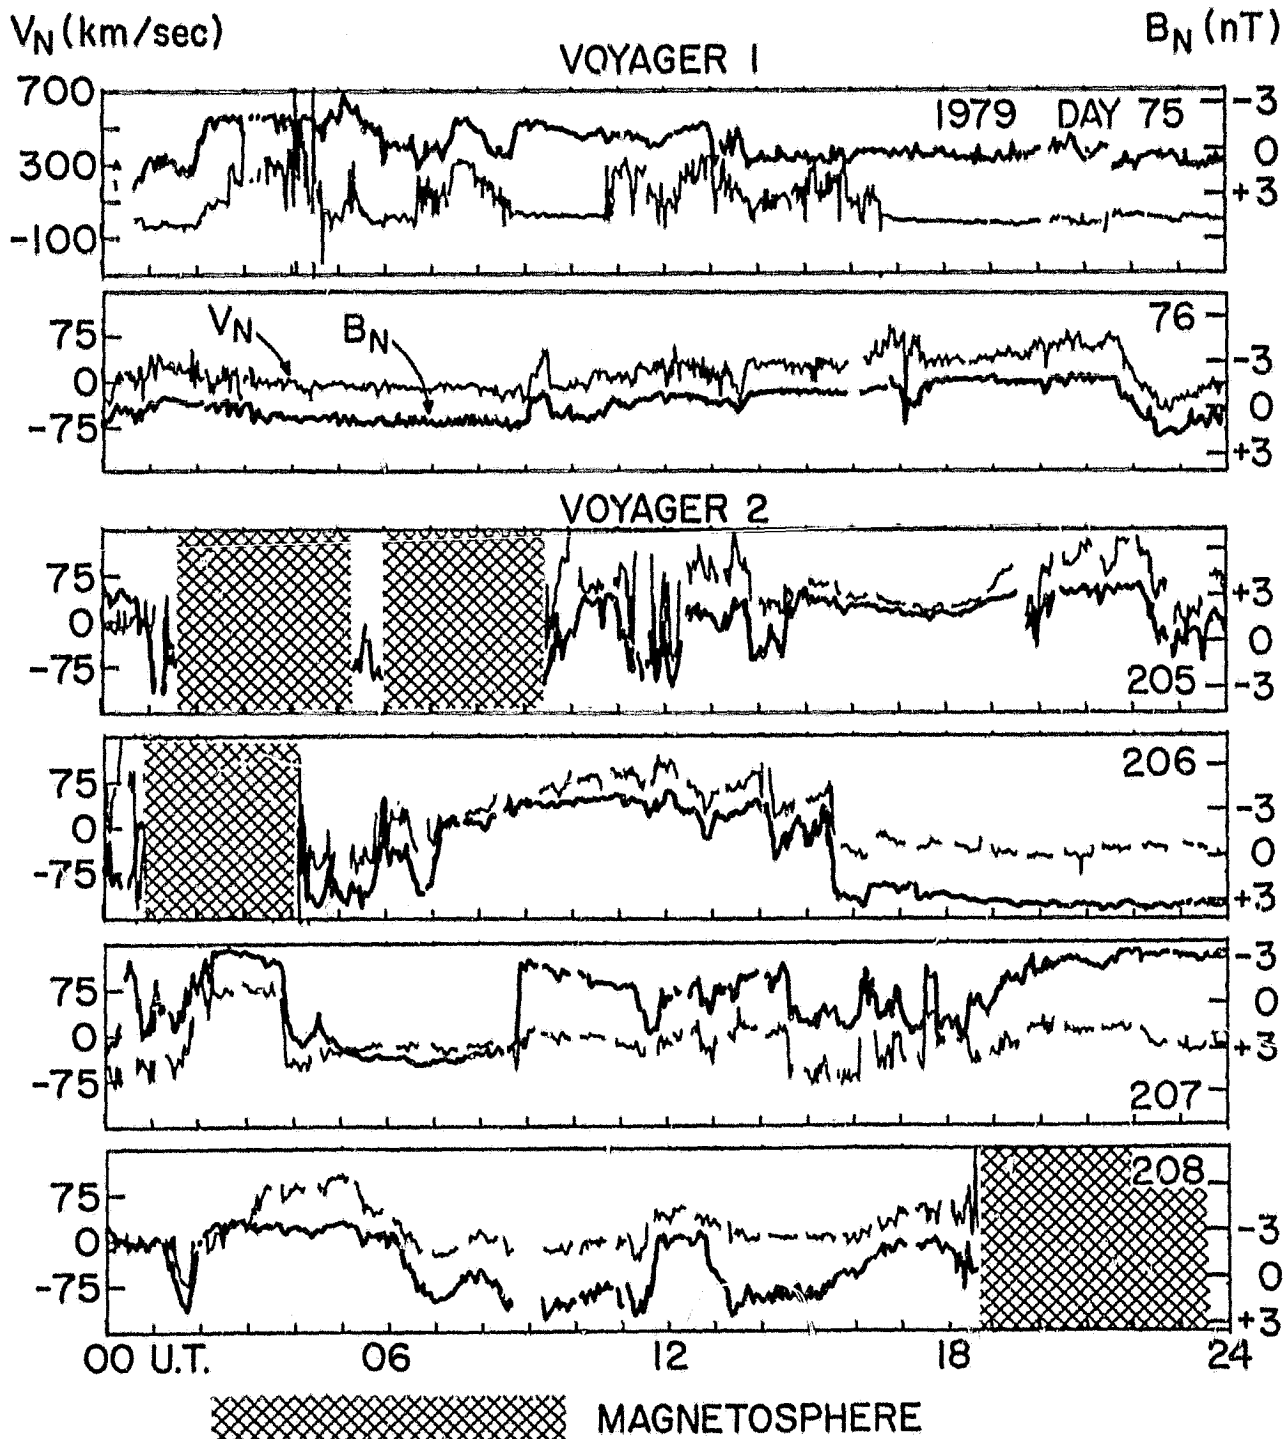 V_N (km/sec) B_N (nT)
VOYAGER 1
700 1979 DAY 75 -3
300 0
-100 +3
76
75 V_N B_N -3
0 0
-75 +3
VOYAGER 2
75 +3
0 0
-75 205 -3
206
75 -3
0 0
-75 +3
-3
75 0
0 +3
-75 207
208
75 -3
0 0
-75 +3
00 U.T. 06 12 18 24
MAGNETOSPHERE